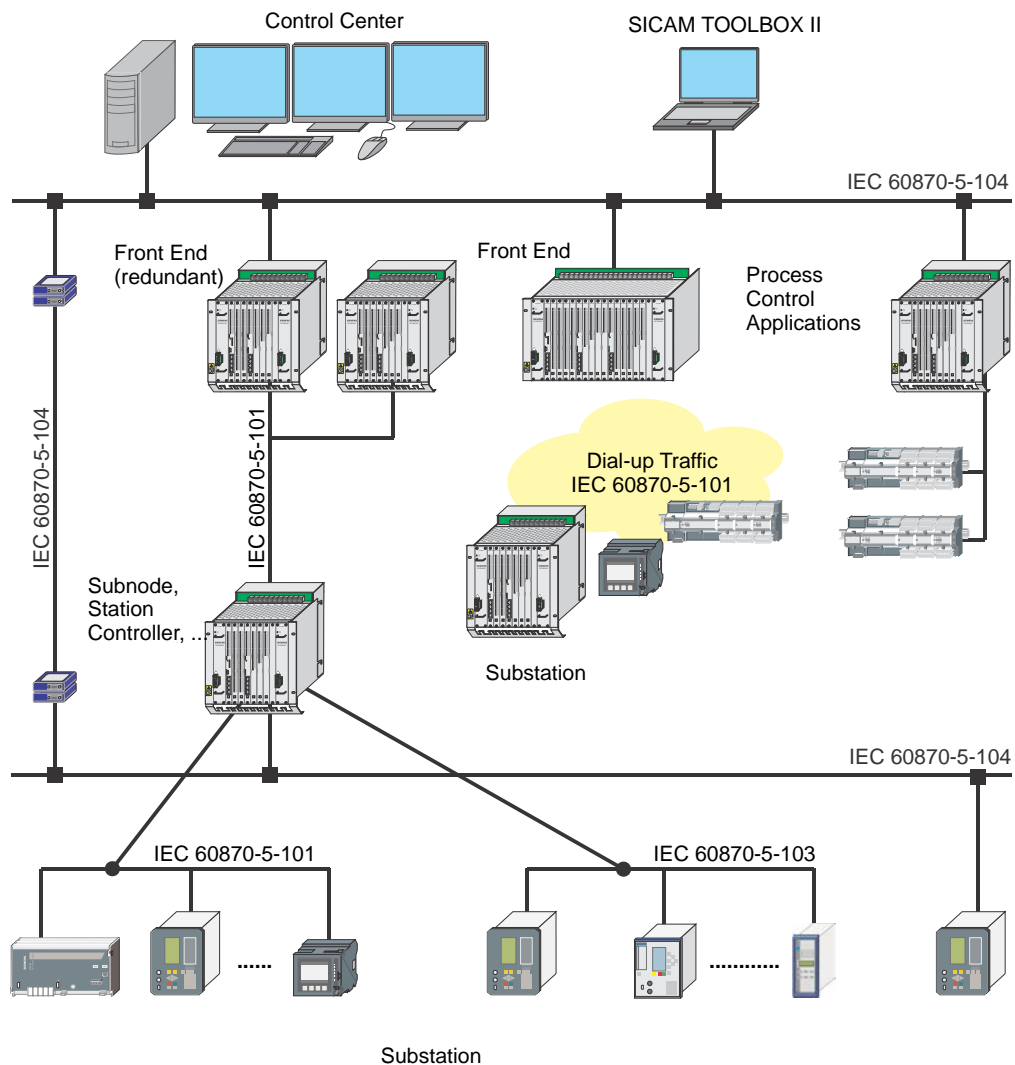 Control Center
SICAM TOOLBOX II
IEC 60870-5-104
Front End
(redundant)
Front End
Process
Control
Applications
IEC 60870-5-104
IEC 60870-5-101
Dial-up Traffic
IEC 60870-5-101
Subnode,
Station
Controller, ...
Substation
IEC 60870-5-104
IEC 60870-5-101
IEC 60870-5-103
......
............
Substation